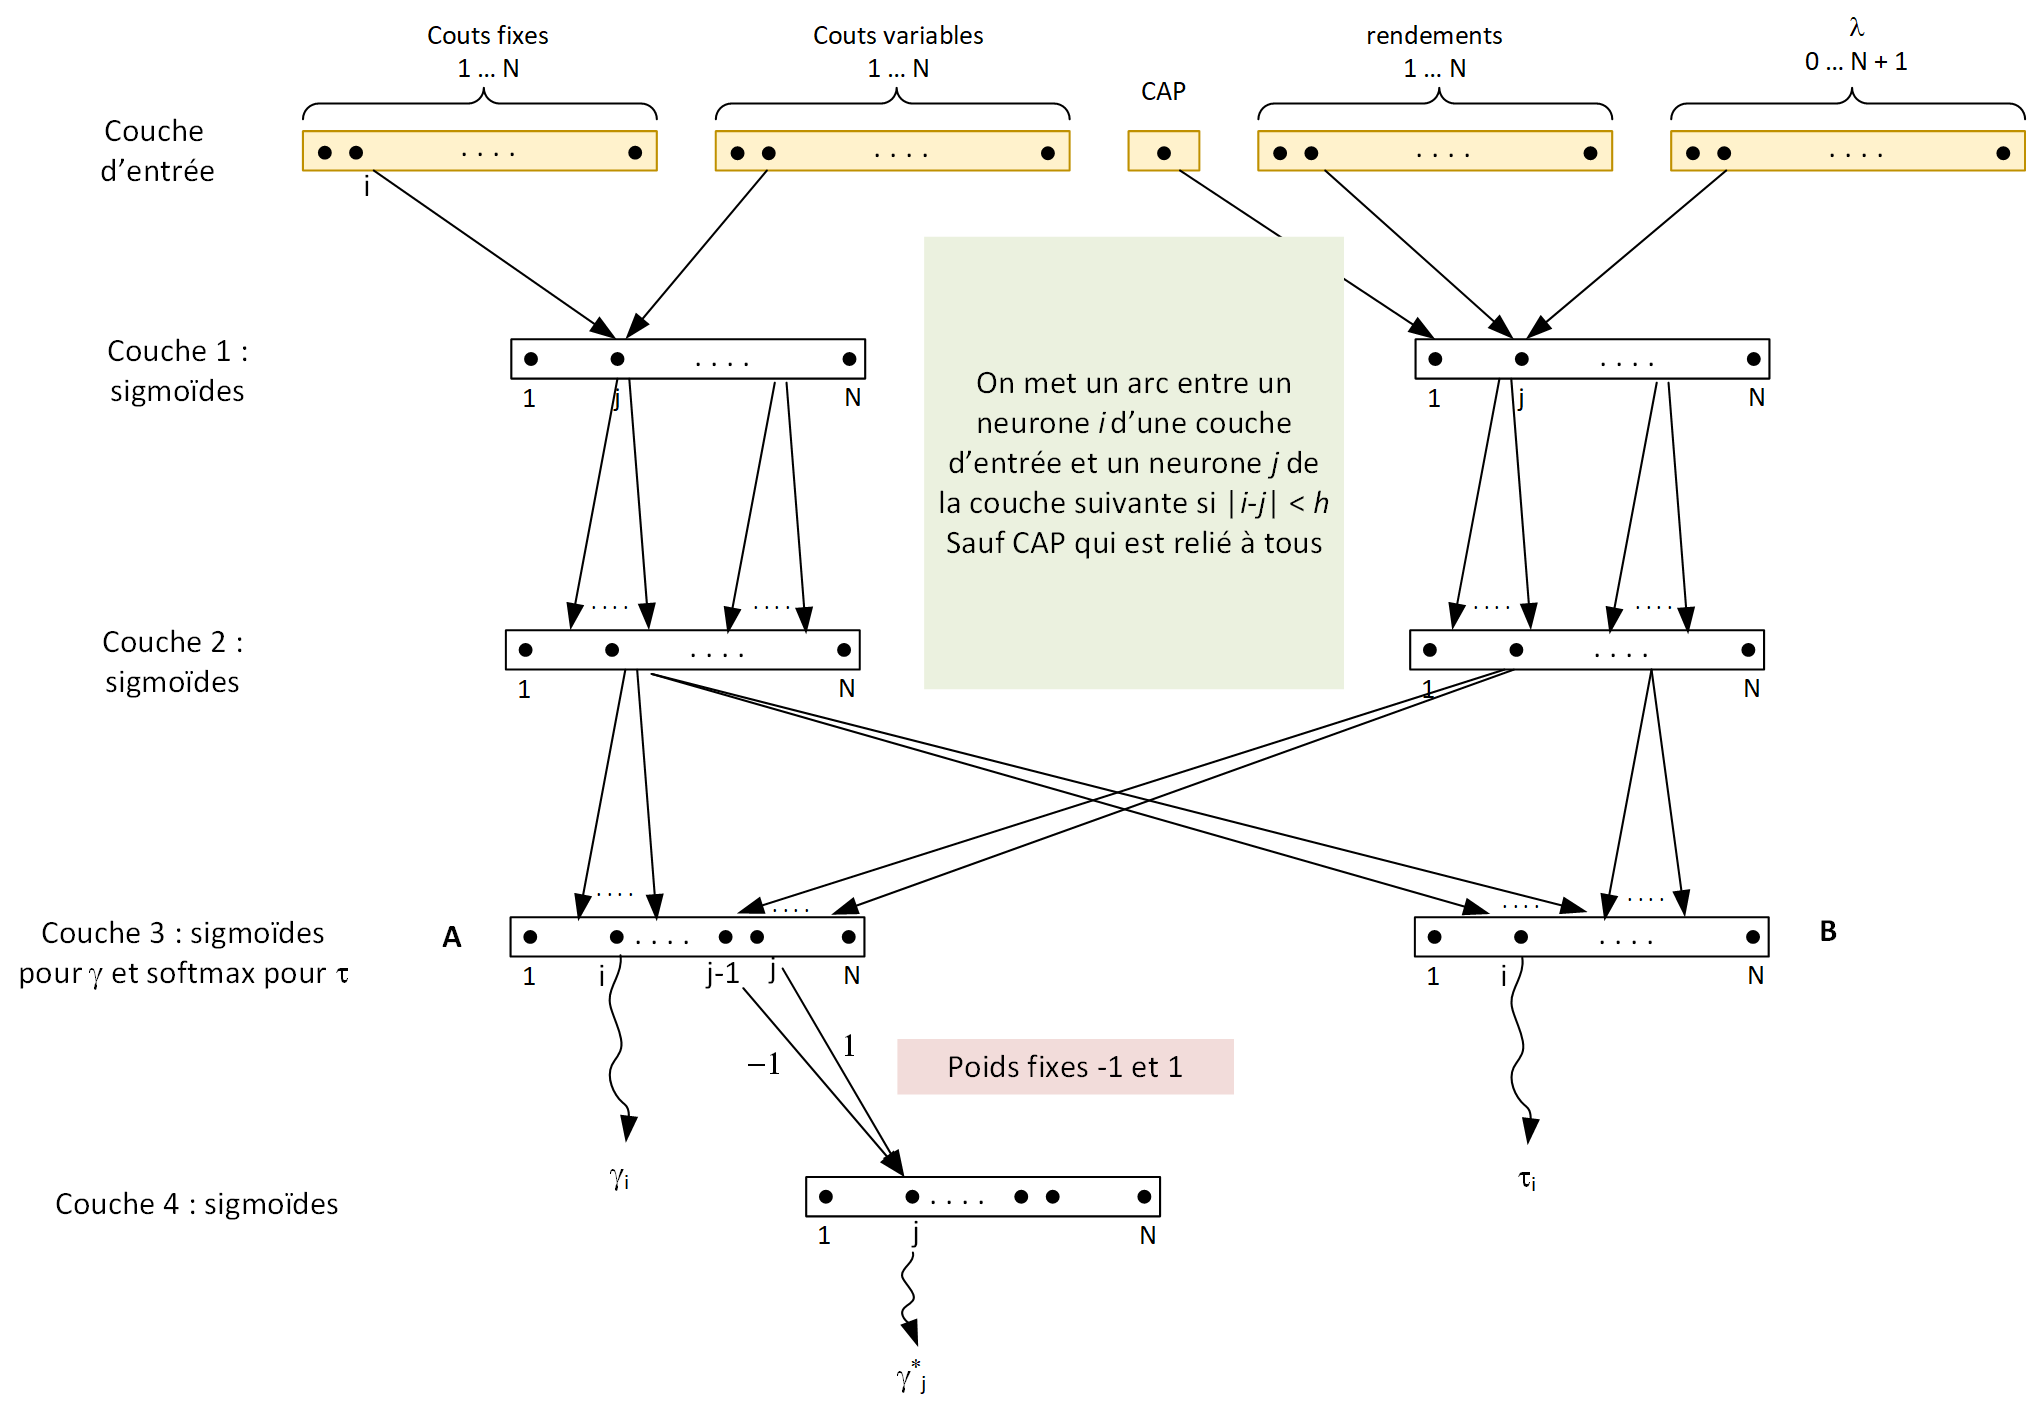 Couts fixes
1 ... N
Couts variables
1 ... N
CAP
rendements
1 ... N
λ
0 ... N + 1
Couche
d’entrée
. . . .
. . . .
. . . .
. . . .
i
Couche 1 :
sigmoïdes
. . . .
1
j
N
. . . .
1
j
N
On met un arc entre un
neurone i d’une couche
d’entrée et un neurone j de
la couche suivante si |i-j| < h
Sauf CAP qui est relié à tous
. . . .
. . . .
. . . .
. . . .
Couche 2 :
sigmoïdes
. . . .
1
N
. . . .
1
N
. . . .
. . . .
. . . .
. . . .
Couche 3 : sigmoïdes
pour γ et softmax pour τ
A
. . . .
1
i
j-1
j
N
. . . .
B
1
i
N
−1
1
Poids fixes -1 et 1
γi
τi
Couche 4 : sigmoïdes
. . . .
1
j
N
γ*j